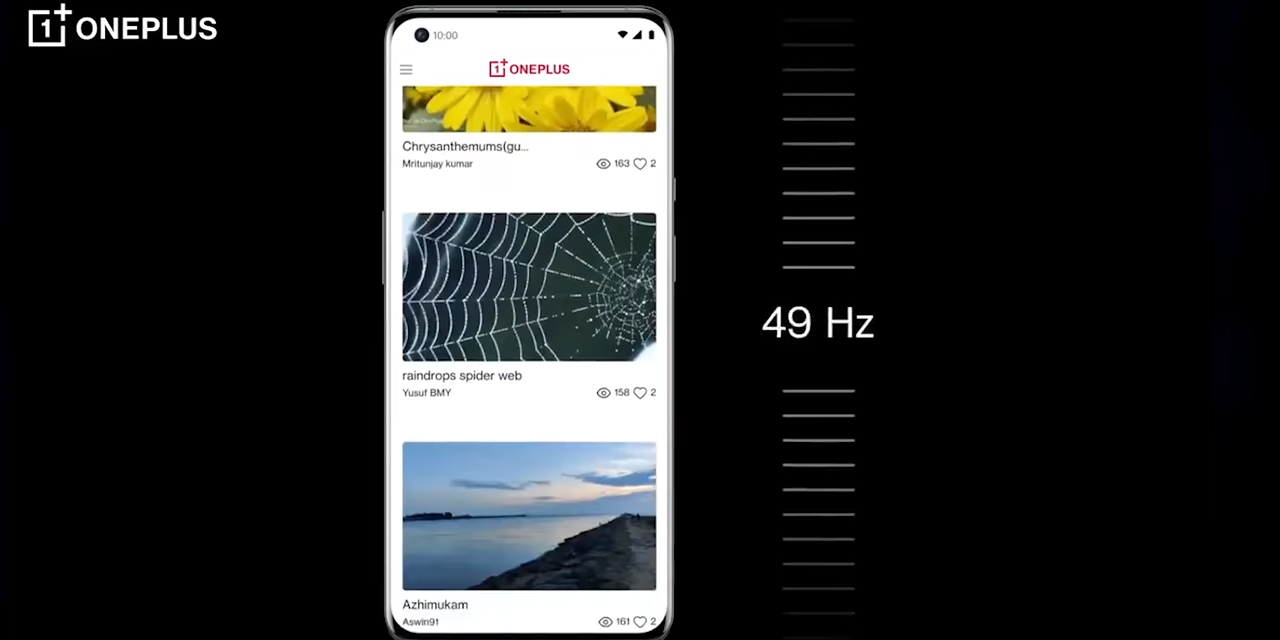 ONEPLUS
10:00
ONEPLUS
Chrysanthemums(gu...
Mritunjay kumar
163 2
raindrops spider web
Yusuf BMY
158 2
49 Hz
Azhimukam
Aswin91
161 2